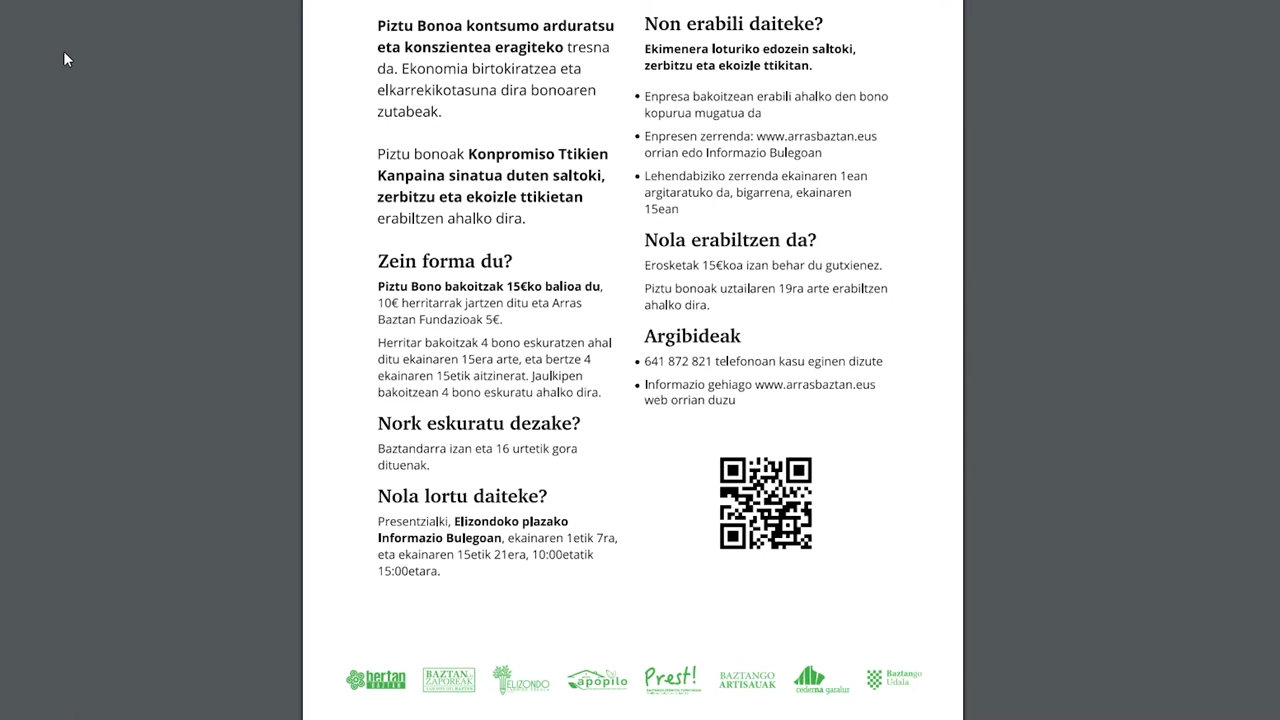 Piztu Bonoa kontsumo arduratsu
eta konszientea eragiteko tresna
da. Ekonomia birtokiratzea eta
elkarrekikotasuna dira bonoaren
zutabeak.
Piztu bonoak Konpromiso Ttikien
Kanpaina sinatua duten saltoki,
zerbitzu eta ekoizle ttikietan
erabiltzen ahalko dira.
Zein forma du?
Piztu Bono bakoitzak 15€ko balioa du,
10€ herritarrak jartzen ditu eta Arras
Baztan Fundazioak 5€.
Herritar bakoitzak 4 bono eskuratzen ahal
ditu ekainaren 15era arte, eta bertze 4
ekainaren 15etik aitzinerat. Jaulkipen
bakoitzean 4 bono eskuratu ahalko dira.
Nork eskuratu dezake?
Baztandarra izan eta 16 urtetik gora
dituenak.
Nola lortu daiteke?
Presentzialki, Elizondoko plazako
Informazio Bulegoan, ekainaren 1etik 7ra,
eta ekainaren 15etik 21era, 10:00etatik
15:00etara.
Non erabili daiteke?
Ekimenera loturiko edozein saltoki,
zerbitzu eta ekoizle ttikitan.
• Enpresa bakoitzean erabili ahalko den bono
kopurua mugatua da
• Enpresen zerrenda: www.arrasbaztan.eus
orrian edo Informazio Bulegoan
• Lehendabiziko zerrenda ekainaren 1ean
argitaratuko da, bigarrena, ekainaren
15ean
Nola erabiltzen da?
Erosketak 15€koa izan behar du gutxienez.
Piztu bonoak uztailaren 19ra arte erabiltzen
ahalko dira.
Argibideak
• 641 872 821 telefonoan kasu eginen dizute
• Informazio gehiago www.arrasbaztan.eus
web orrian duzu
bertan
BAZTAN
BAZTAN
ZAPOREAK
ELIZONDO
apopilo
Prest!
BAZTANGO
ARTISAUAK
cederna garalur
Baztango
Udala